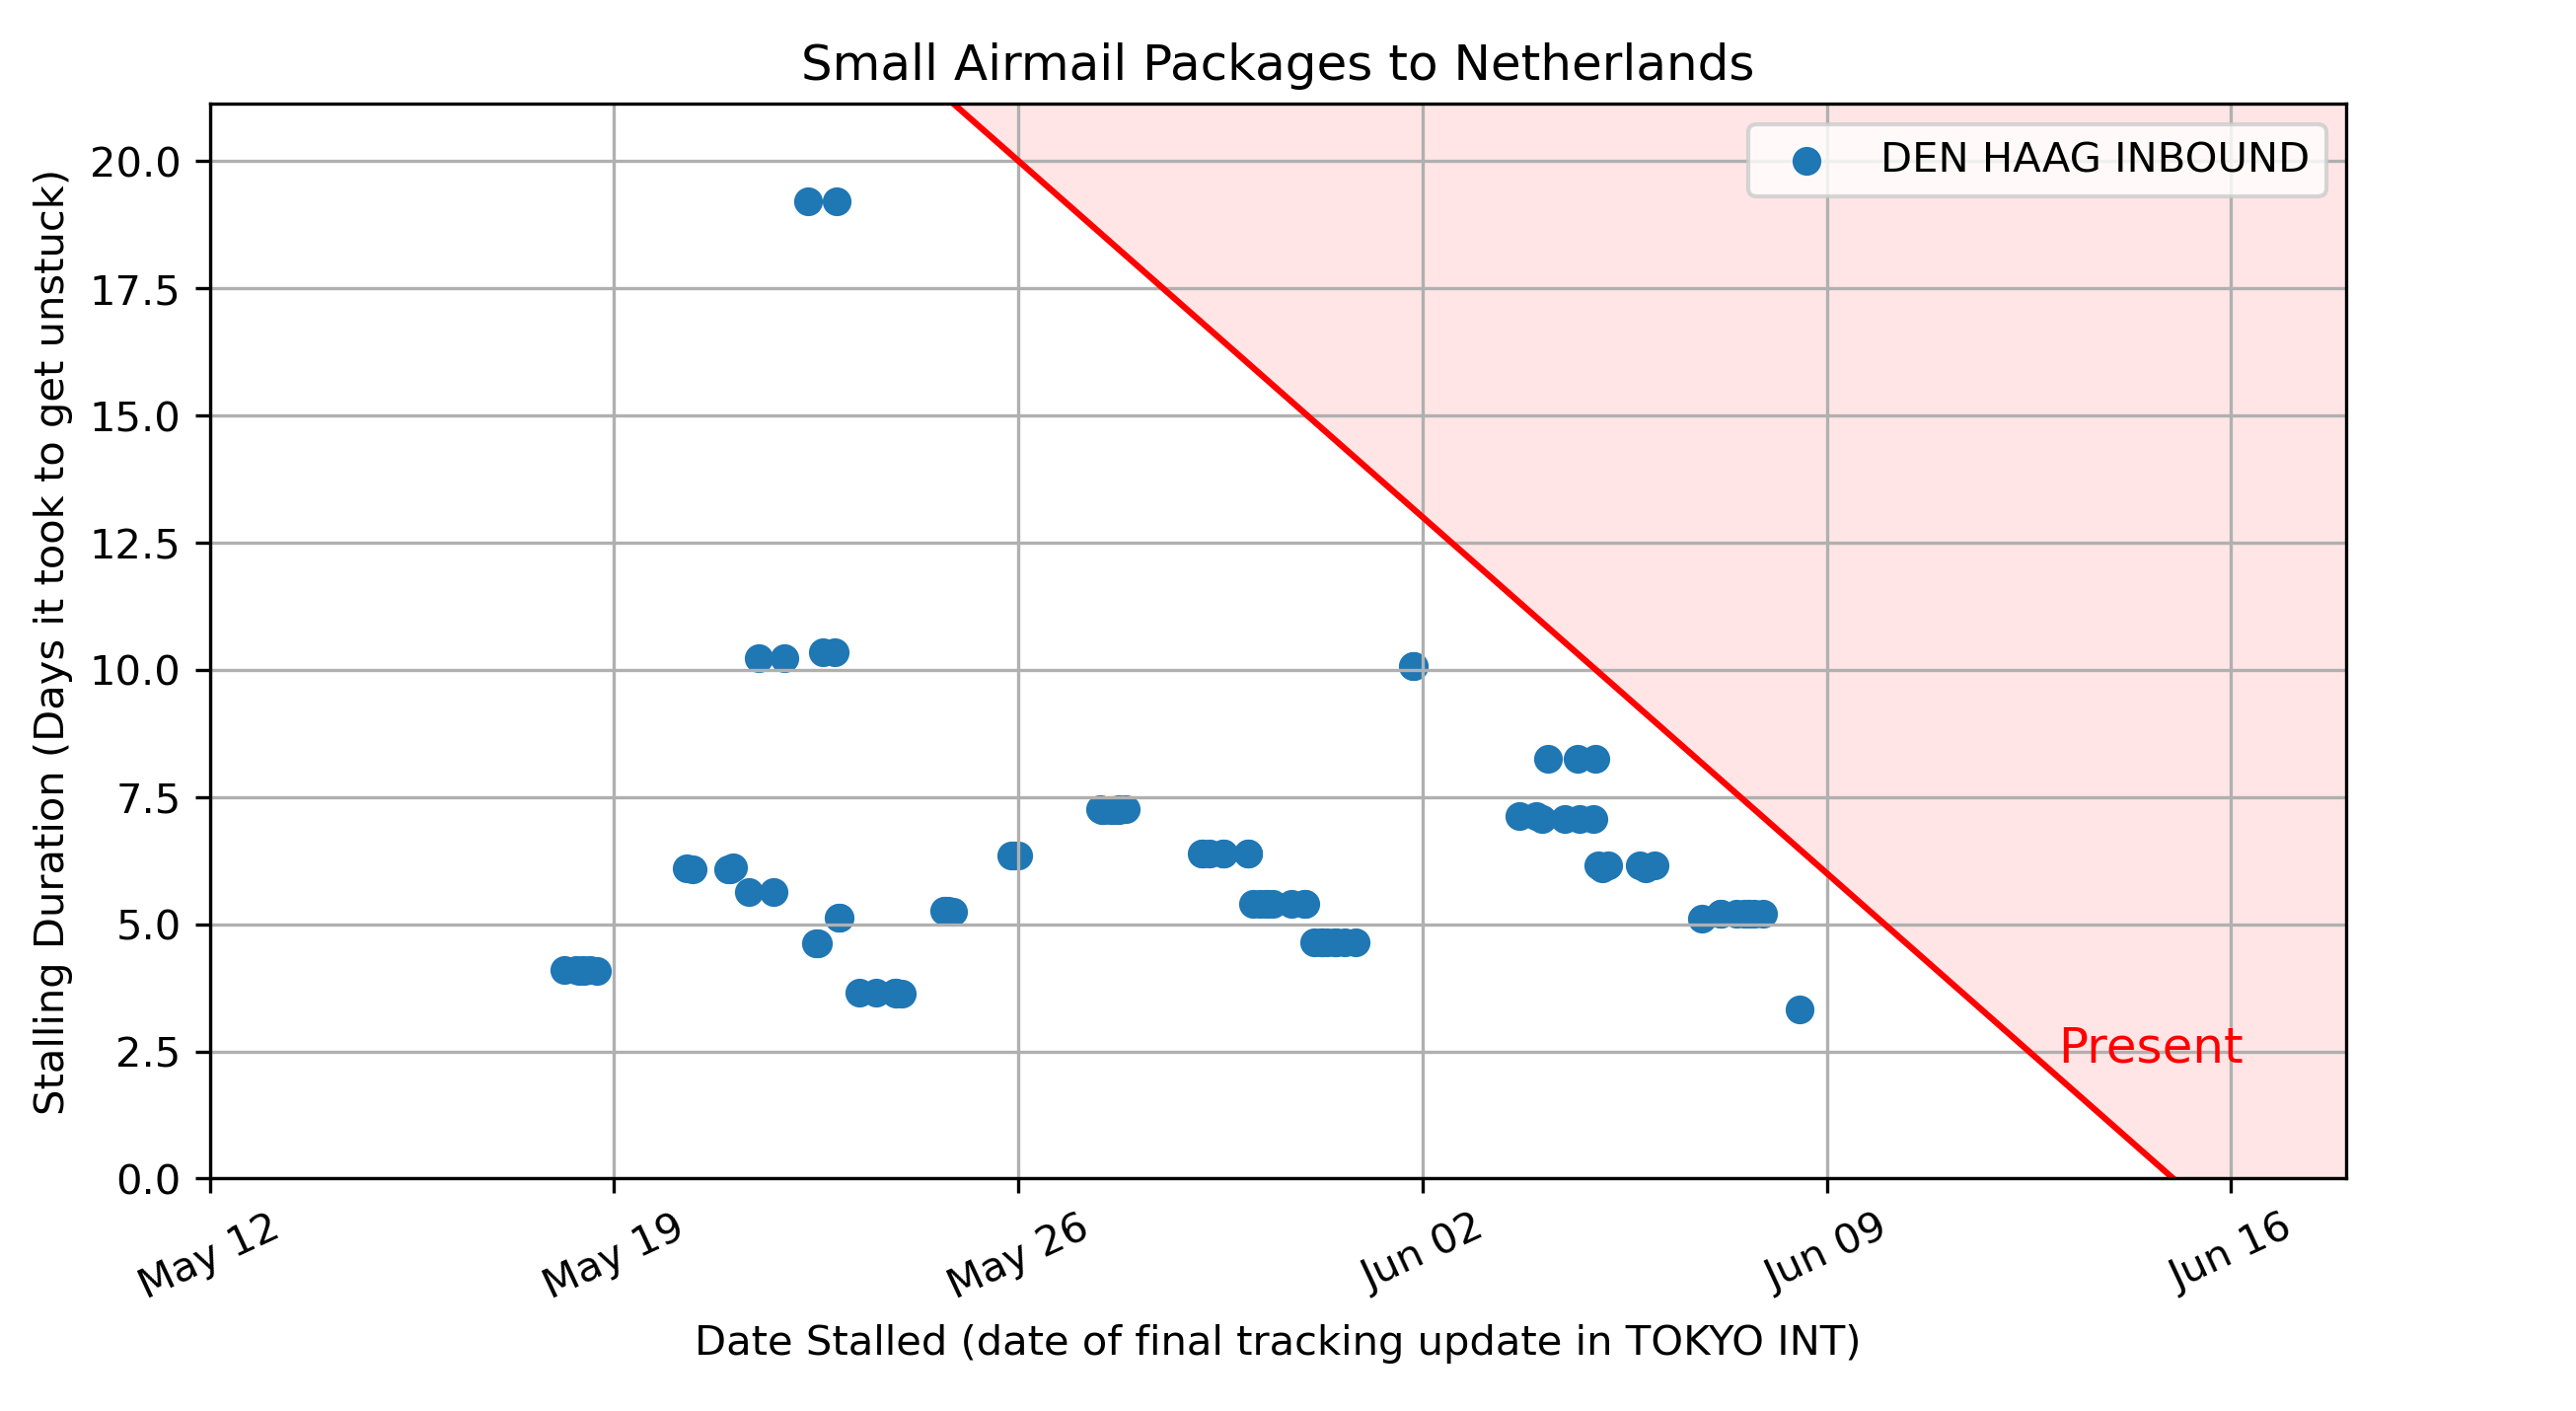 Small Airmail Packages to Netherlands
DEN HAAG INBOUND
Stalling Duration (Days it took to get unstuck)
20.0
17.5
15.0
12.5
10.0
7.5
5.0
2.5
0.0
Present
May 12
May 19
May 26
Jun 02
Jun 09
Jun 16
Date Stalled (date of final tracking update in TOKYO INT)